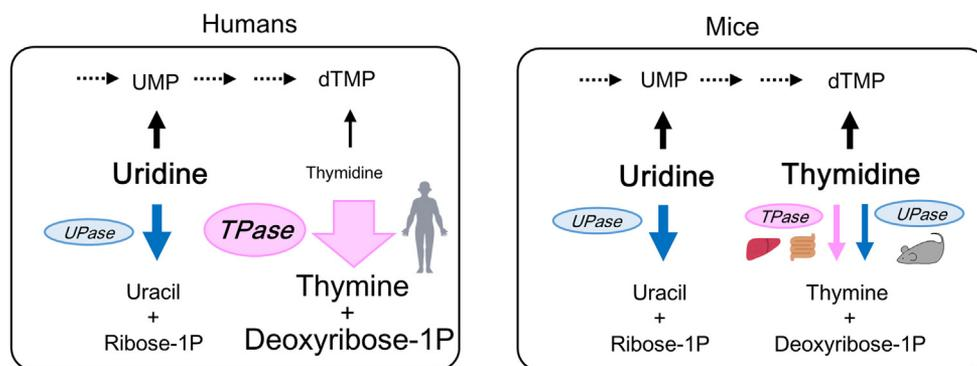 Humans
UMP
dTMP
Uridine
Thymidine
UPase
TPase
Uracil
+
Ribose-1P
Thymine
+
Deoxyribose-1P
Mice
UMP
dTMP
Uridine
Thymidine
UPase
TPase
UPase
Uracil
+
Ribose-1P
Thymine
+
Deoxyribose-1P